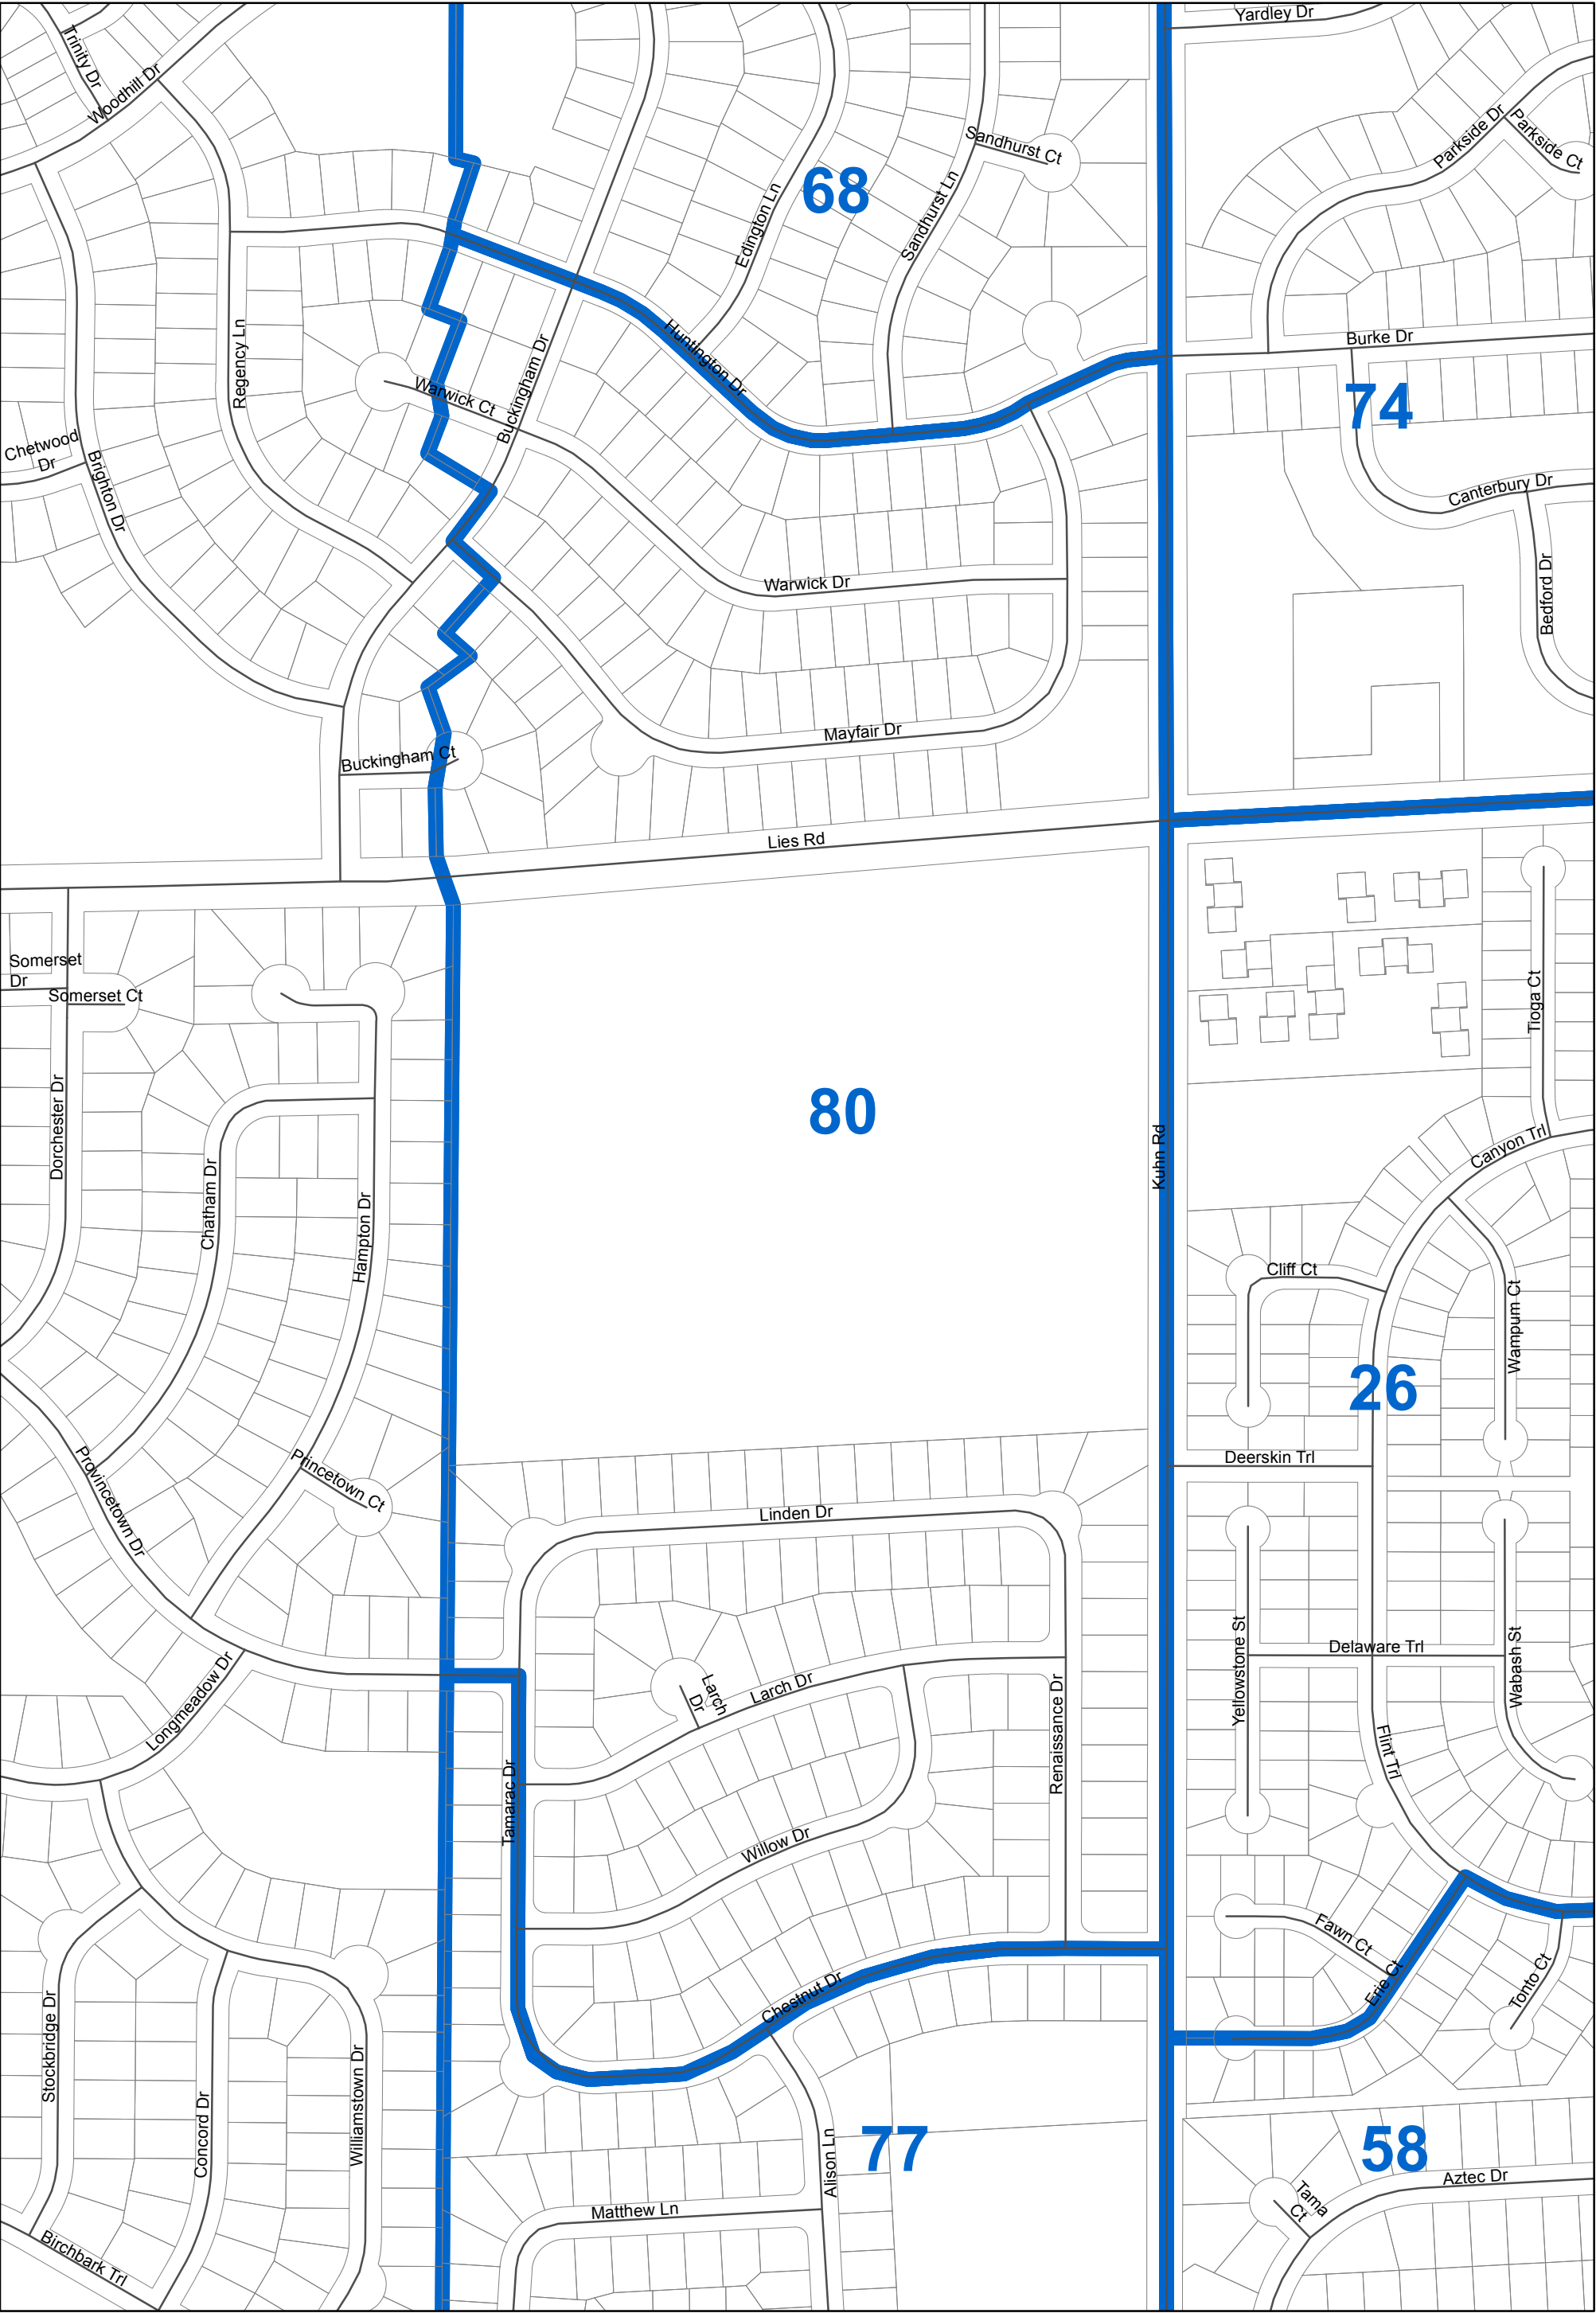 Yardley Dr
Trinity Dr
Woodhill Dr
Parkside Dr
Parkside Ct
Sandhurst Ct
68
Edington Ln
Sandhurst Ln
Regency Ln
Huntington Dr
Burke Dr
Buckingham Dr
Warwick Ct
74
Chetwood
Dr
Brighton Dr
Canterbury Dr
Warwick Dr
Bedford Dr
Mayfair Dr
Buckingham Ct
Lies Rd
Somerset
Dr
Somerset Ct
Tioga Ct
Dorchester Dr
80
Kuhn Rd
Canyon Trl
Chatham Dr
Hampton Dr
Cliff Ct
Wampum Ct
26
Deerskin Trl
Provincetown Dr
Princetown Ct
Linden Dr
Yellowstone St
Delaware Trl
Wabash St
Longmeadow Dr
Larch
Dr
Larch Dr
Renaissance Dr
Flint Trl
Tamarac Dr
Willow Dr
Fawn Ct
Erie Ct
Tonto Ct
Chestnut Dr
Stockbridge Dr
Concord Dr
Williamstown Dr
77
Alison Ln
58
Aztec Dr
Tama
Ct
Matthew Ln
Birchbark Trl